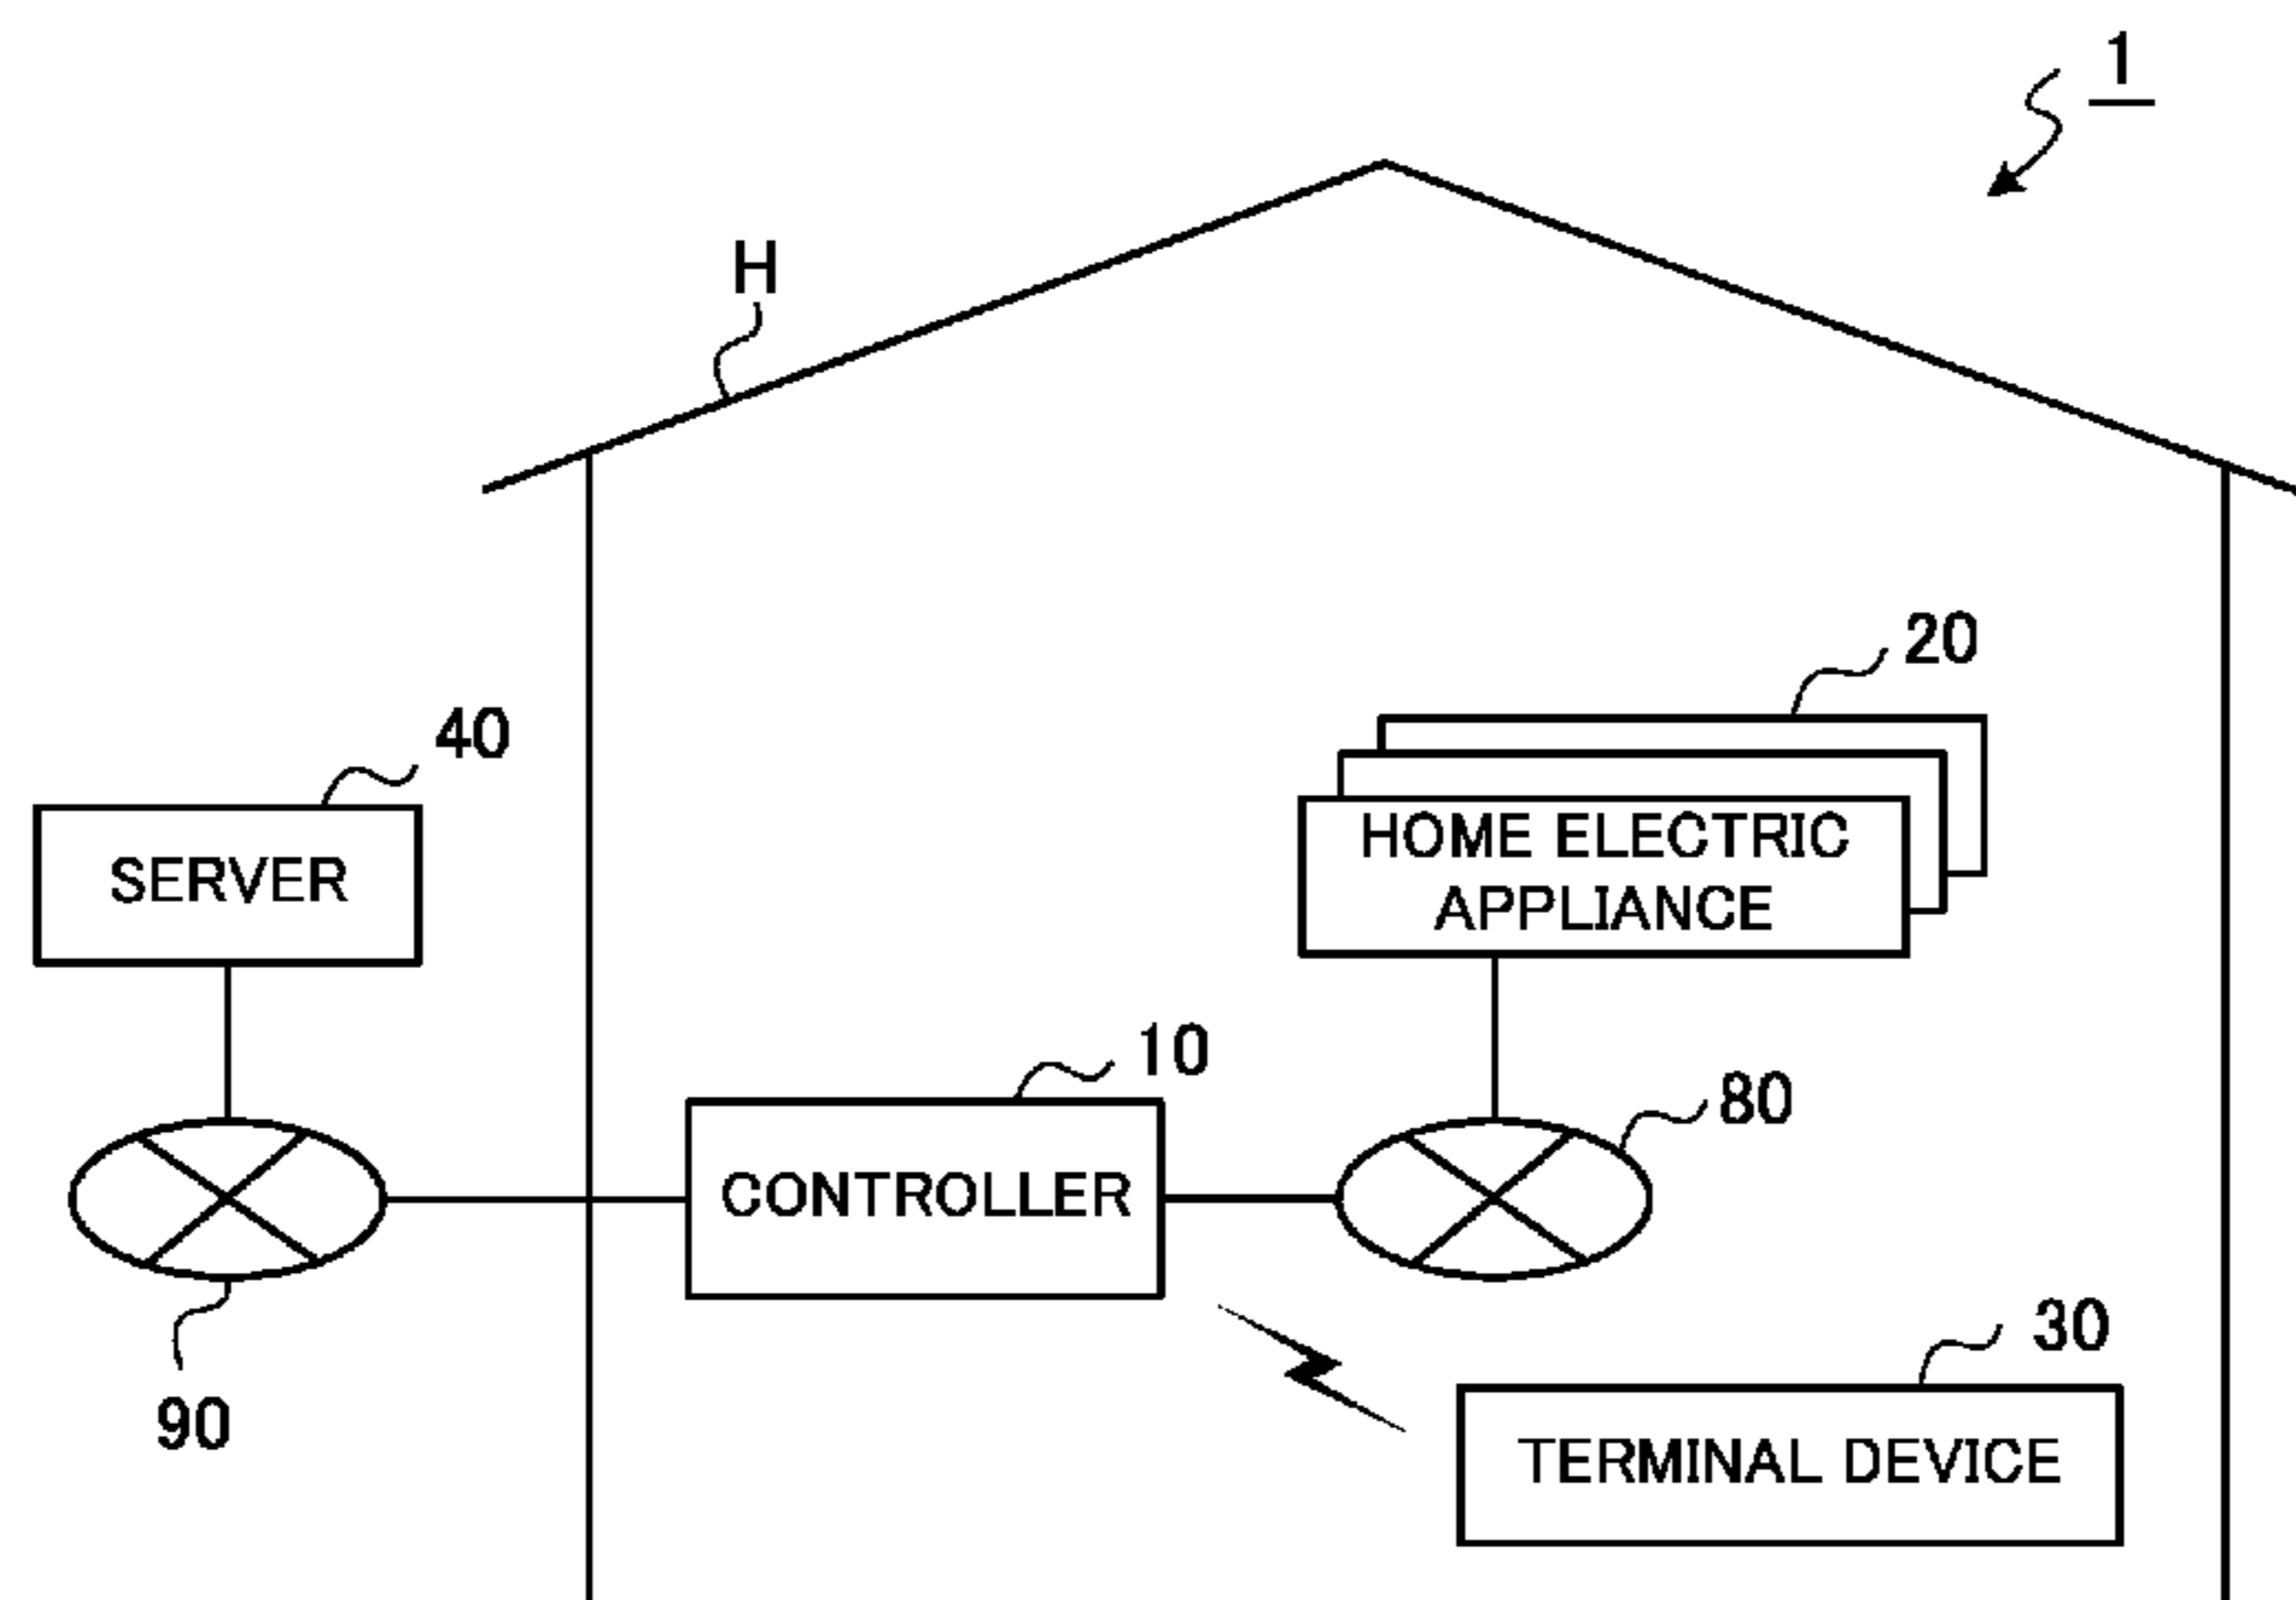 1
H
20
40
HOME ELECTRIC
APPLIANCE
SERVER
10
80
CONTROLLER
30
90
TERMINAL DEVICE